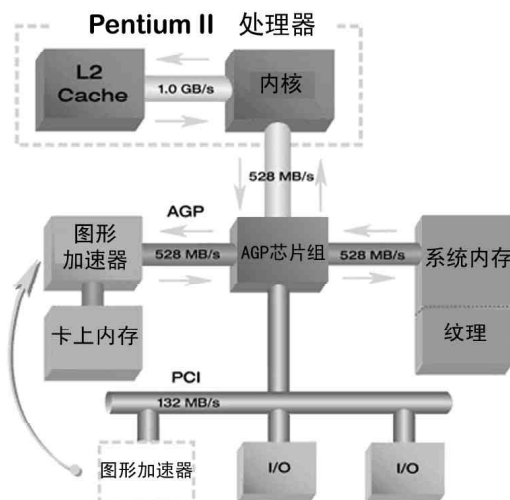 Pentium II 处理器
L2
Cache
1.0 GB/s
内核
528 MB/s
AGP
图形
加速器
528 MB/s
AGP芯片组
528 MB/s
系统内存
卡上内存
纹理
PCI
132 MB/s
图形加速器
I/O
I/O